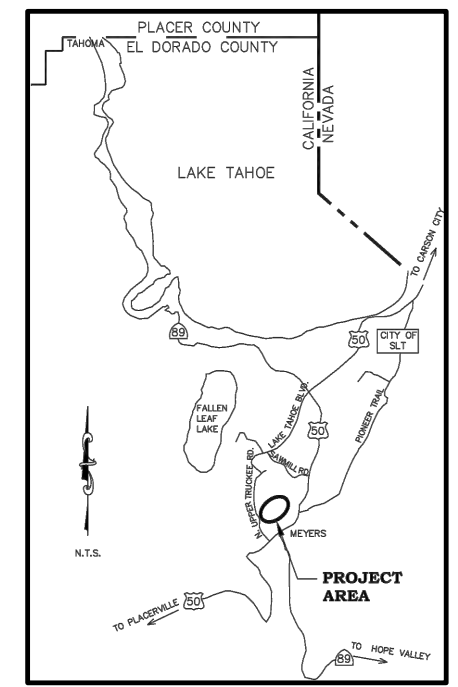 PLACER COUNTY
TAHOMA
EL DORADO COUNTY
CALIFORNIA
NEVADA
LAKE TAHOE
TO CARSON CITY
89
50
CITY OF
SLT
LAKE TAHOE BLVD.
PIONEER TRAIL
FALLEN
LEAF
LAKE
50
SAWMILL RD.
N. UPPER TRUCKEE RD.
MEYERS
N.T.S.
PROJECT
AREA
50
TO PLACERVILLE
TO HOPE VALLEY
89